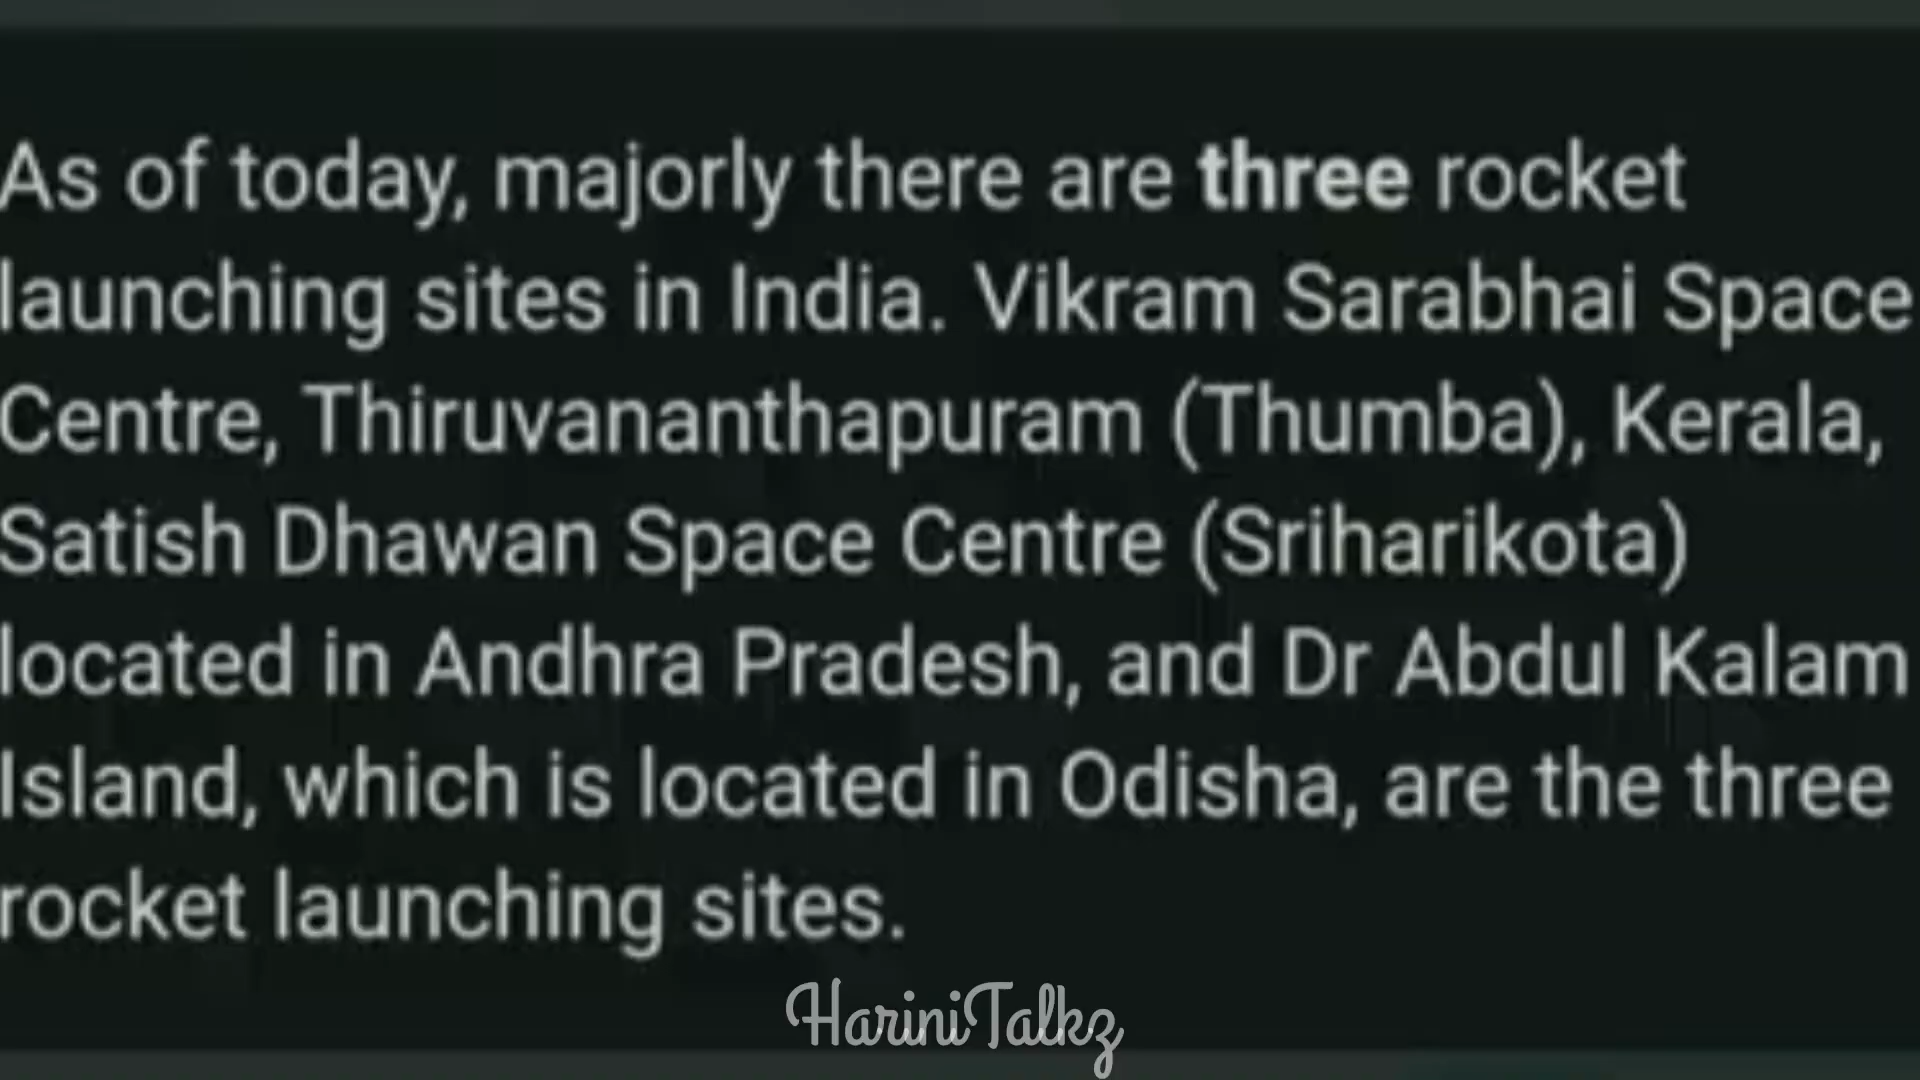 As of today, majorly there are three rocket
launching sites in India. Vikram Sarabhai Space
Centre, Thiruvananthapuram (Thumba), Kerala,
Satish Dhawan Space Centre (Sriharikota)
located in Andhra Pradesh, and Dr Abdul Kalam
Island, which is located in Odisha, are the three
rocket launching sites.
HariniTalkz